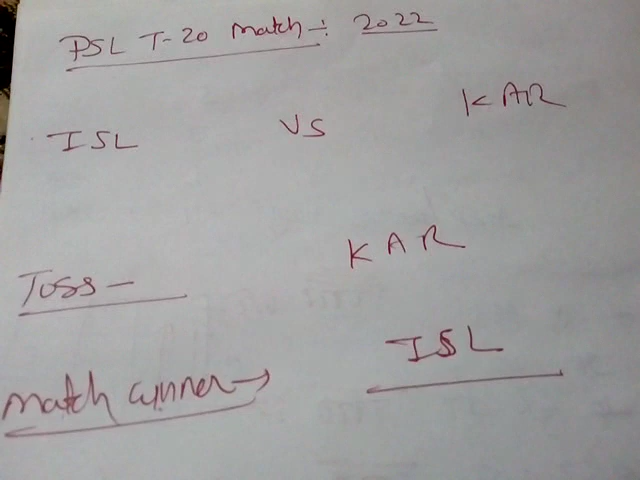 PSL T-20 match÷ 2022
ISL VS KAR
Toss — KAR
match winner → ISL